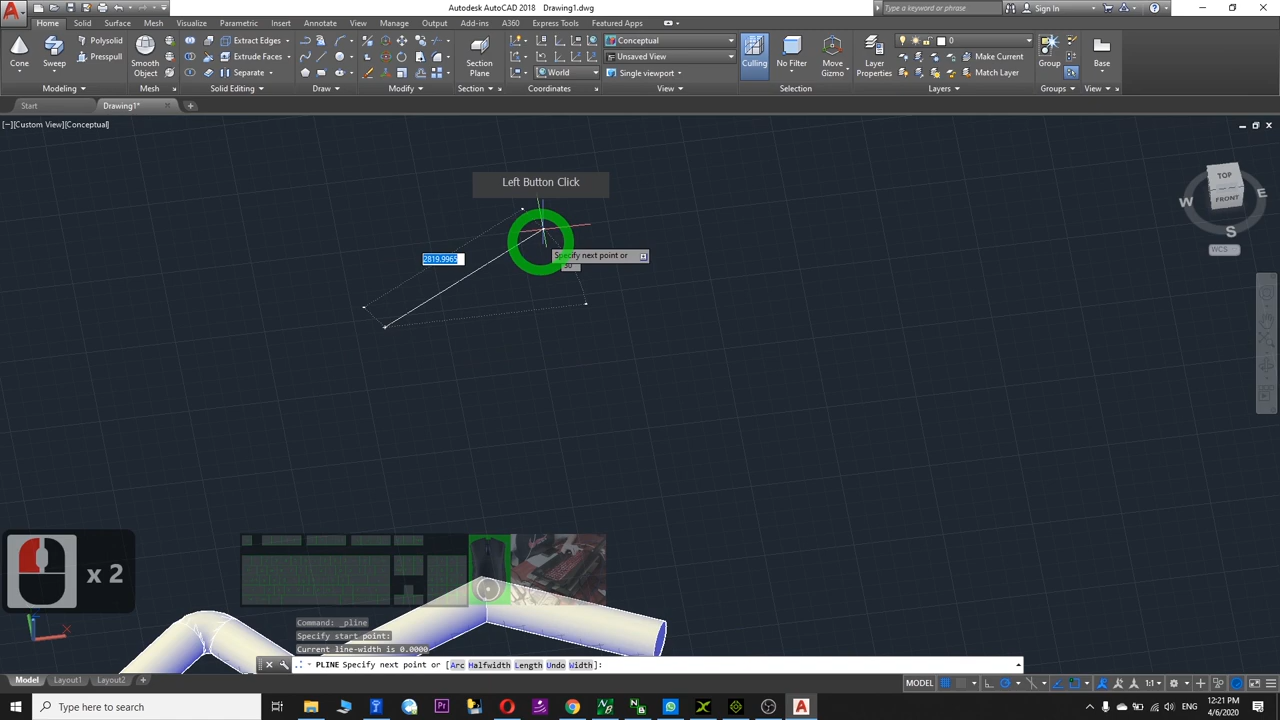 Autodesk AutoCAD 2018 Drawing1.dwg
Type a keyword or phrase
Sign In
Home Solid Surface Mesh Visualize Parametric Insert Annotate View Manage Output Add-ins A360 Express Tools Featured Apps
Cone
Sweep
Polysolid
Presspull
Smooth
Object
Extract Edges
Extrude Faces
Separate
Section
Plane
World
Conceptual
Unsaved View
Single viewport
Culling
No Filter
Move
Gizmo
Layer
Properties
0
Make Current
Match Layer
Group
Base
Modeling Mesh Solid Editing Draw Modify Section Coordinates View Selection Layers Groups View
Start Drawing1*
[−][Custom View][Conceptual]
Left Button Click
TOP
FRONT
W
S
E
WCS
2819.9965
Specify next point or
30
x 2
Command: _pline
Specify start point:
Current line-width is 0.0000
PLINE Specify next point or [Arc Halfwidth Length Undo Width]:
Model Layout1 Layout2
MODEL
1:1
Type here to search
12:21 PM
4/6/2020